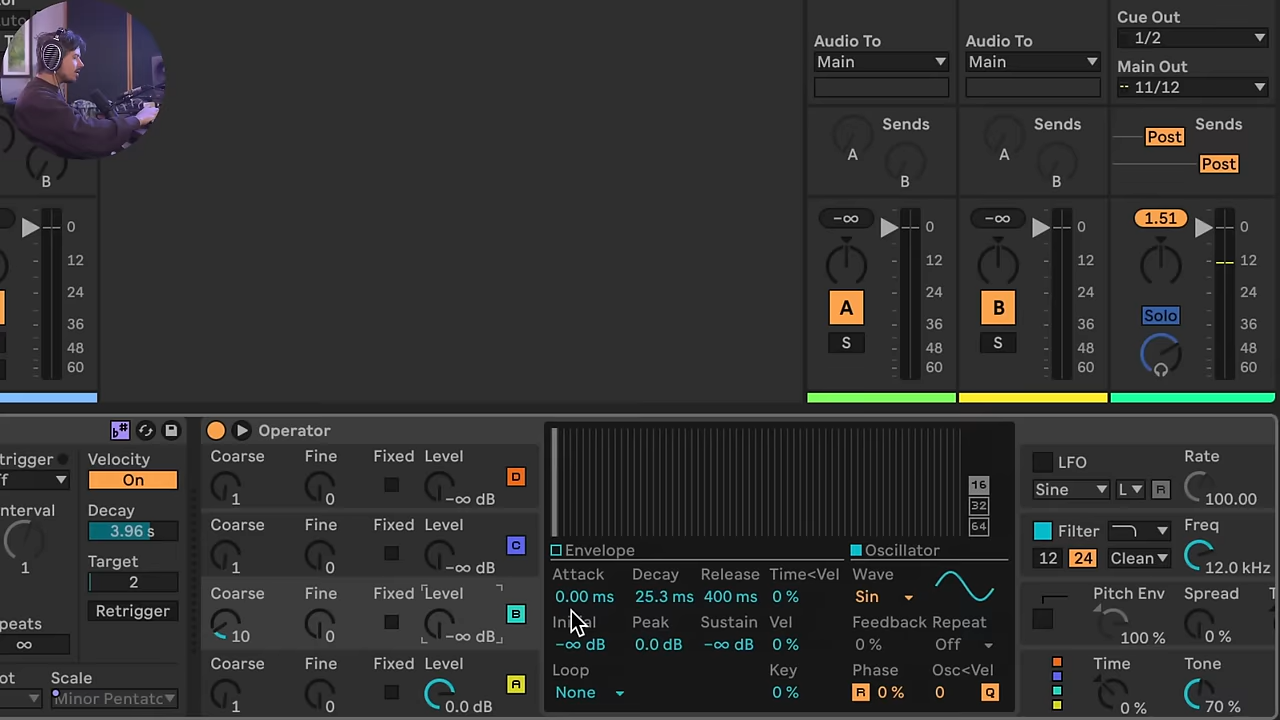 Cue Out
Audio To Audio To 1/2
Main Main Main Out
11/12
Sends Sends Post Sends
A A Post
B B B
-∞ -∞ 1.51
0 0 0 0
12 12 12 12
24 24 24 24
A B
36 Solo 36 36 36
S S
48 48 48 48
60 60 60 60
b# Operator
trigger Velocity Coarse Fine Fixed Level D LFO Rate
On 1 0 -∞ dB 16 Sine L R 100.00
nterval Decay Coarse Fine Fixed Level C 32 Filter Freq
1 3.96 s 1 0 -∞ dB 64 12 24 Clean 12.0 kHz
Envelope Oscillator
Target Attack Decay Release Time<Vel Wave
2 Coarse Fine Fixed Level B 0.00 ms 25.3 ms 400 ms 0 % Sin Pitch Env Spread
Retrigger 10 0 -∞ dB Peak Sustain Vel Feedback Repeat 100 % 0 %
peats -∞ dB 0.0 dB -∞ dB 0 % 0 % Off
∞ Coarse Fine Fixed Level A Loop Key Phase Osc<Vel Time Tone
ot Scale 1 0 0.0 dB None 0 % R 0 % 0 Q 0 % 70 %
Minor Pentatc